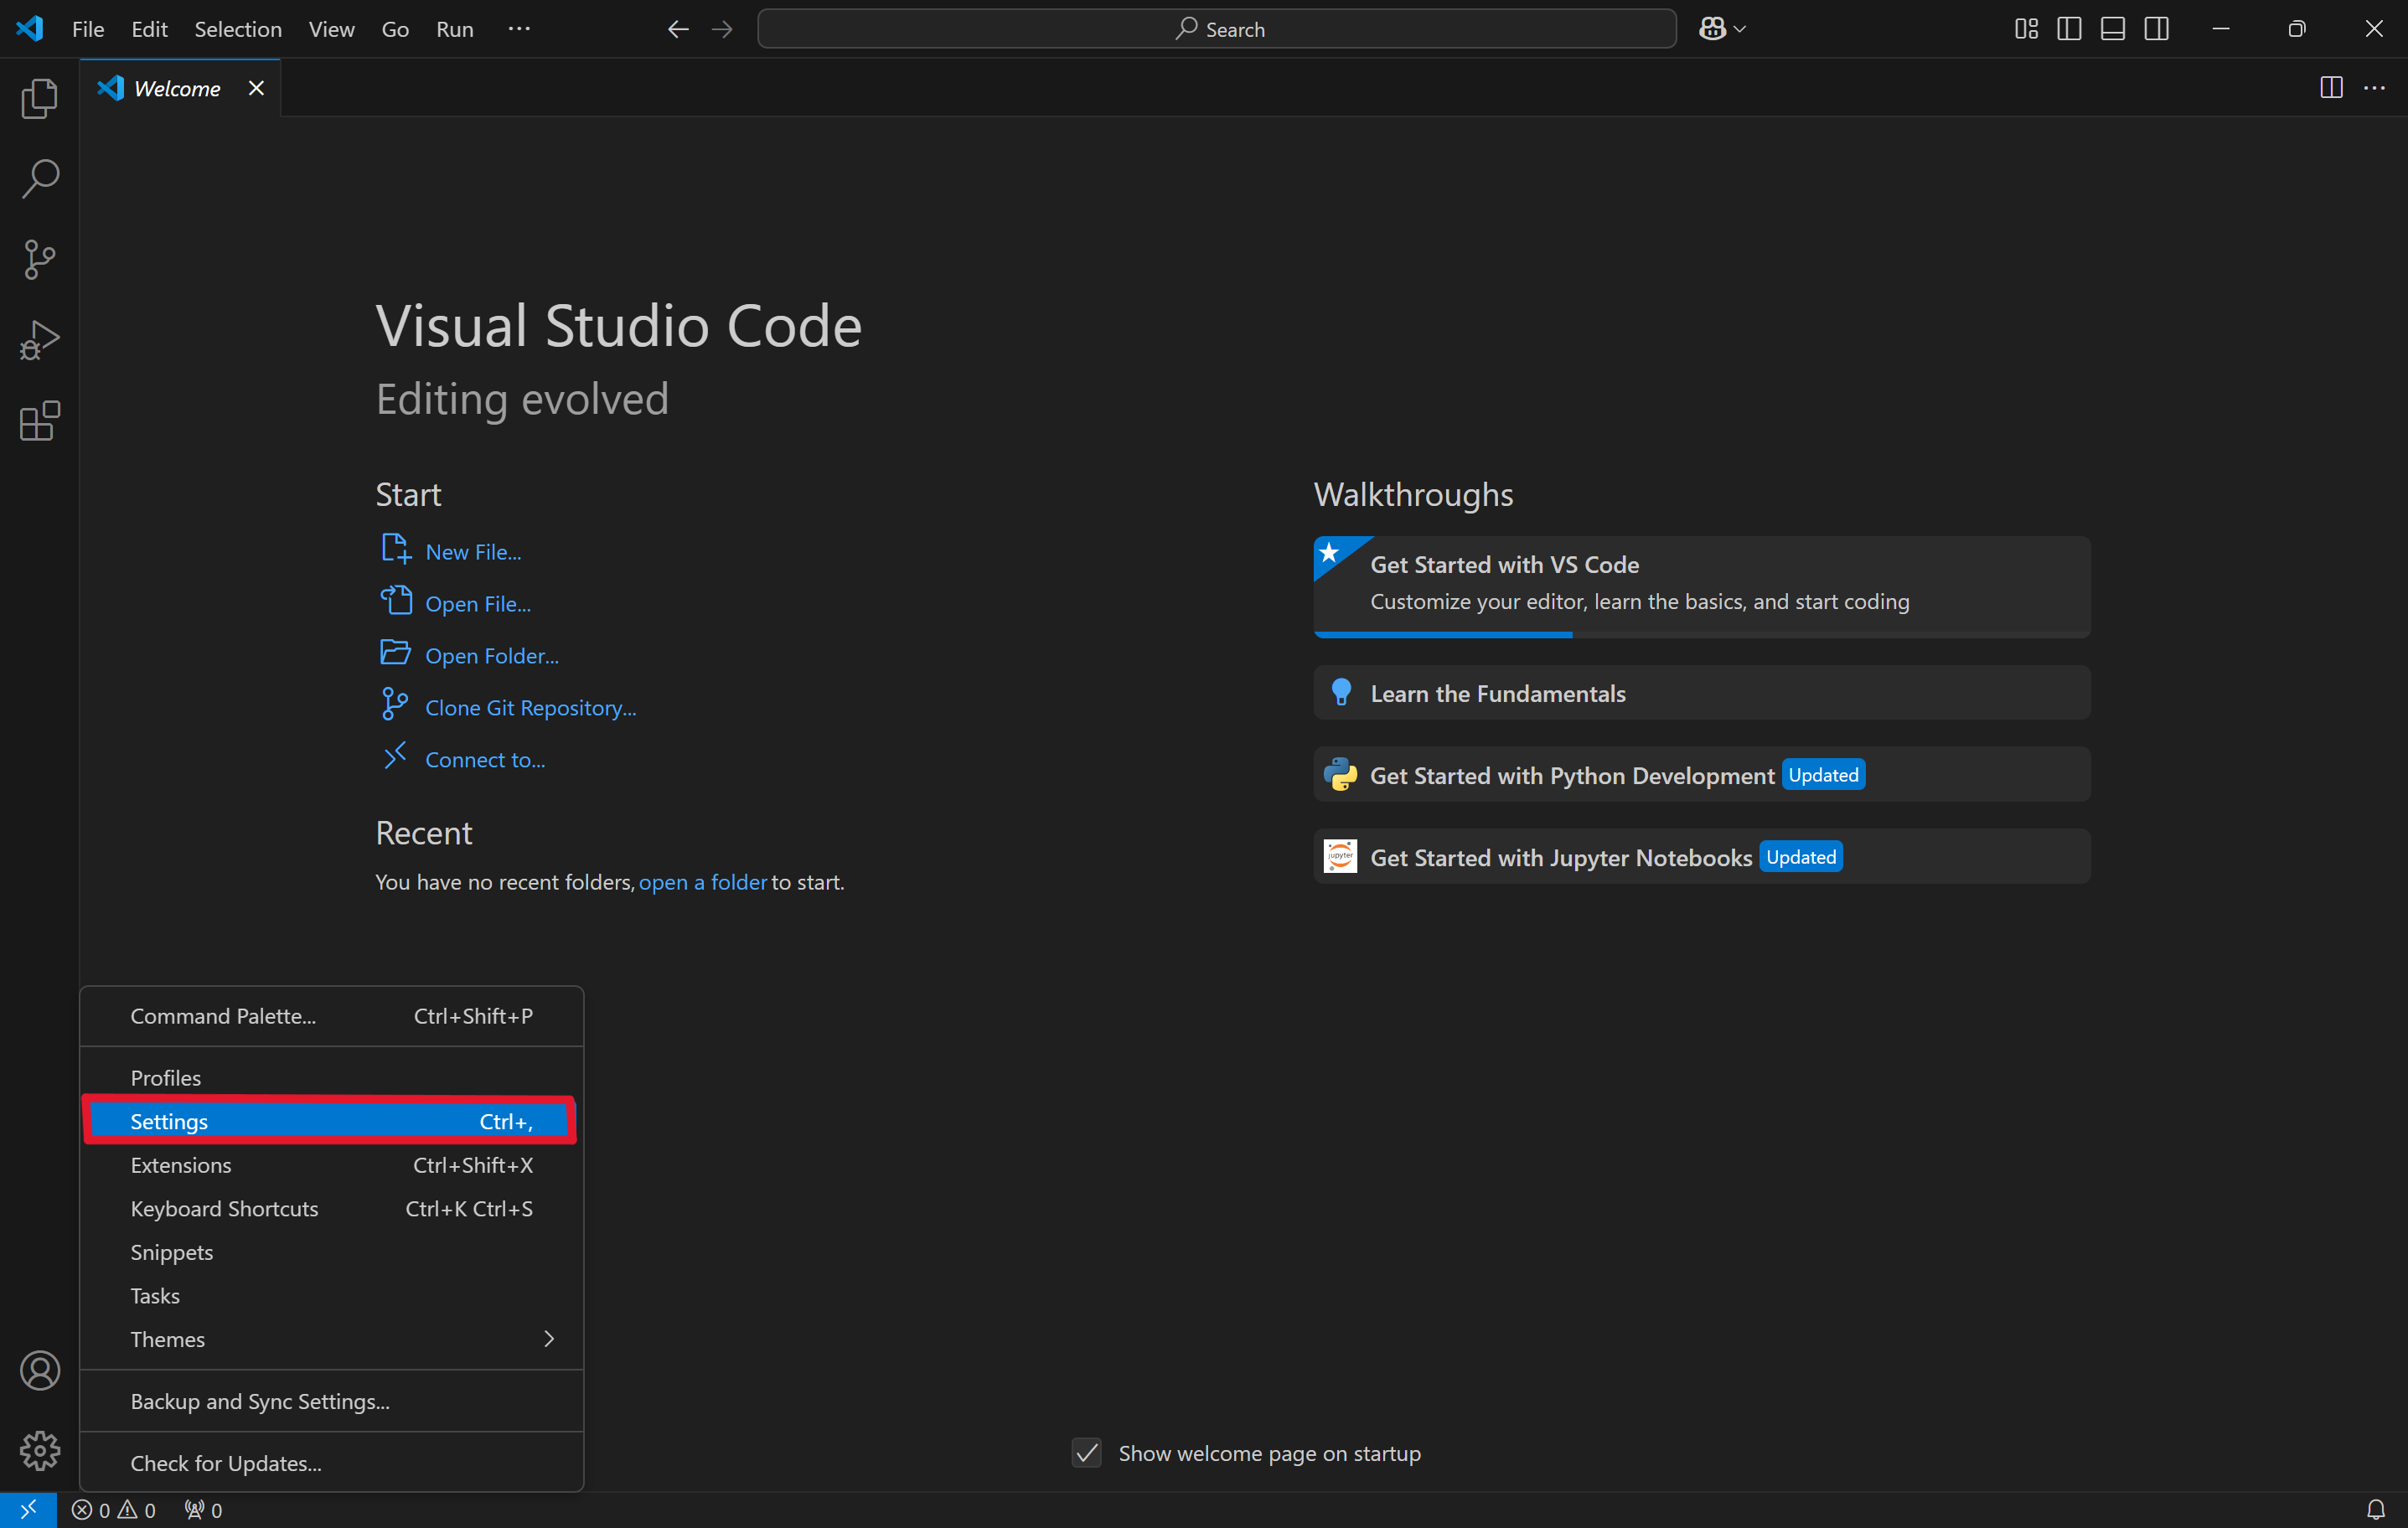 File Edit Selection View Go Run ···
Search
Welcome
Visual Studio Code
Editing evolved
Start
New File...
Open File...
Open Folder...
Clone Git Repository...
Connect to...
Recent
You have no recent folders, open a folder to start.
Walkthroughs
Get Started with VS Code
Customize your editor, learn the basics, and start coding
Learn the Fundamentals
Get Started with Python Development Updated
jupyter
Get Started with Jupyter Notebooks Updated
Command Palette... Ctrl+Shift+P
Profiles
Settings Ctrl+,
Extensions Ctrl+Shift+X
Keyboard Shortcuts Ctrl+K Ctrl+S
Snippets
Tasks
Themes
Backup and Sync Settings...
Check for Updates...
Show welcome page on startup
0 0 0